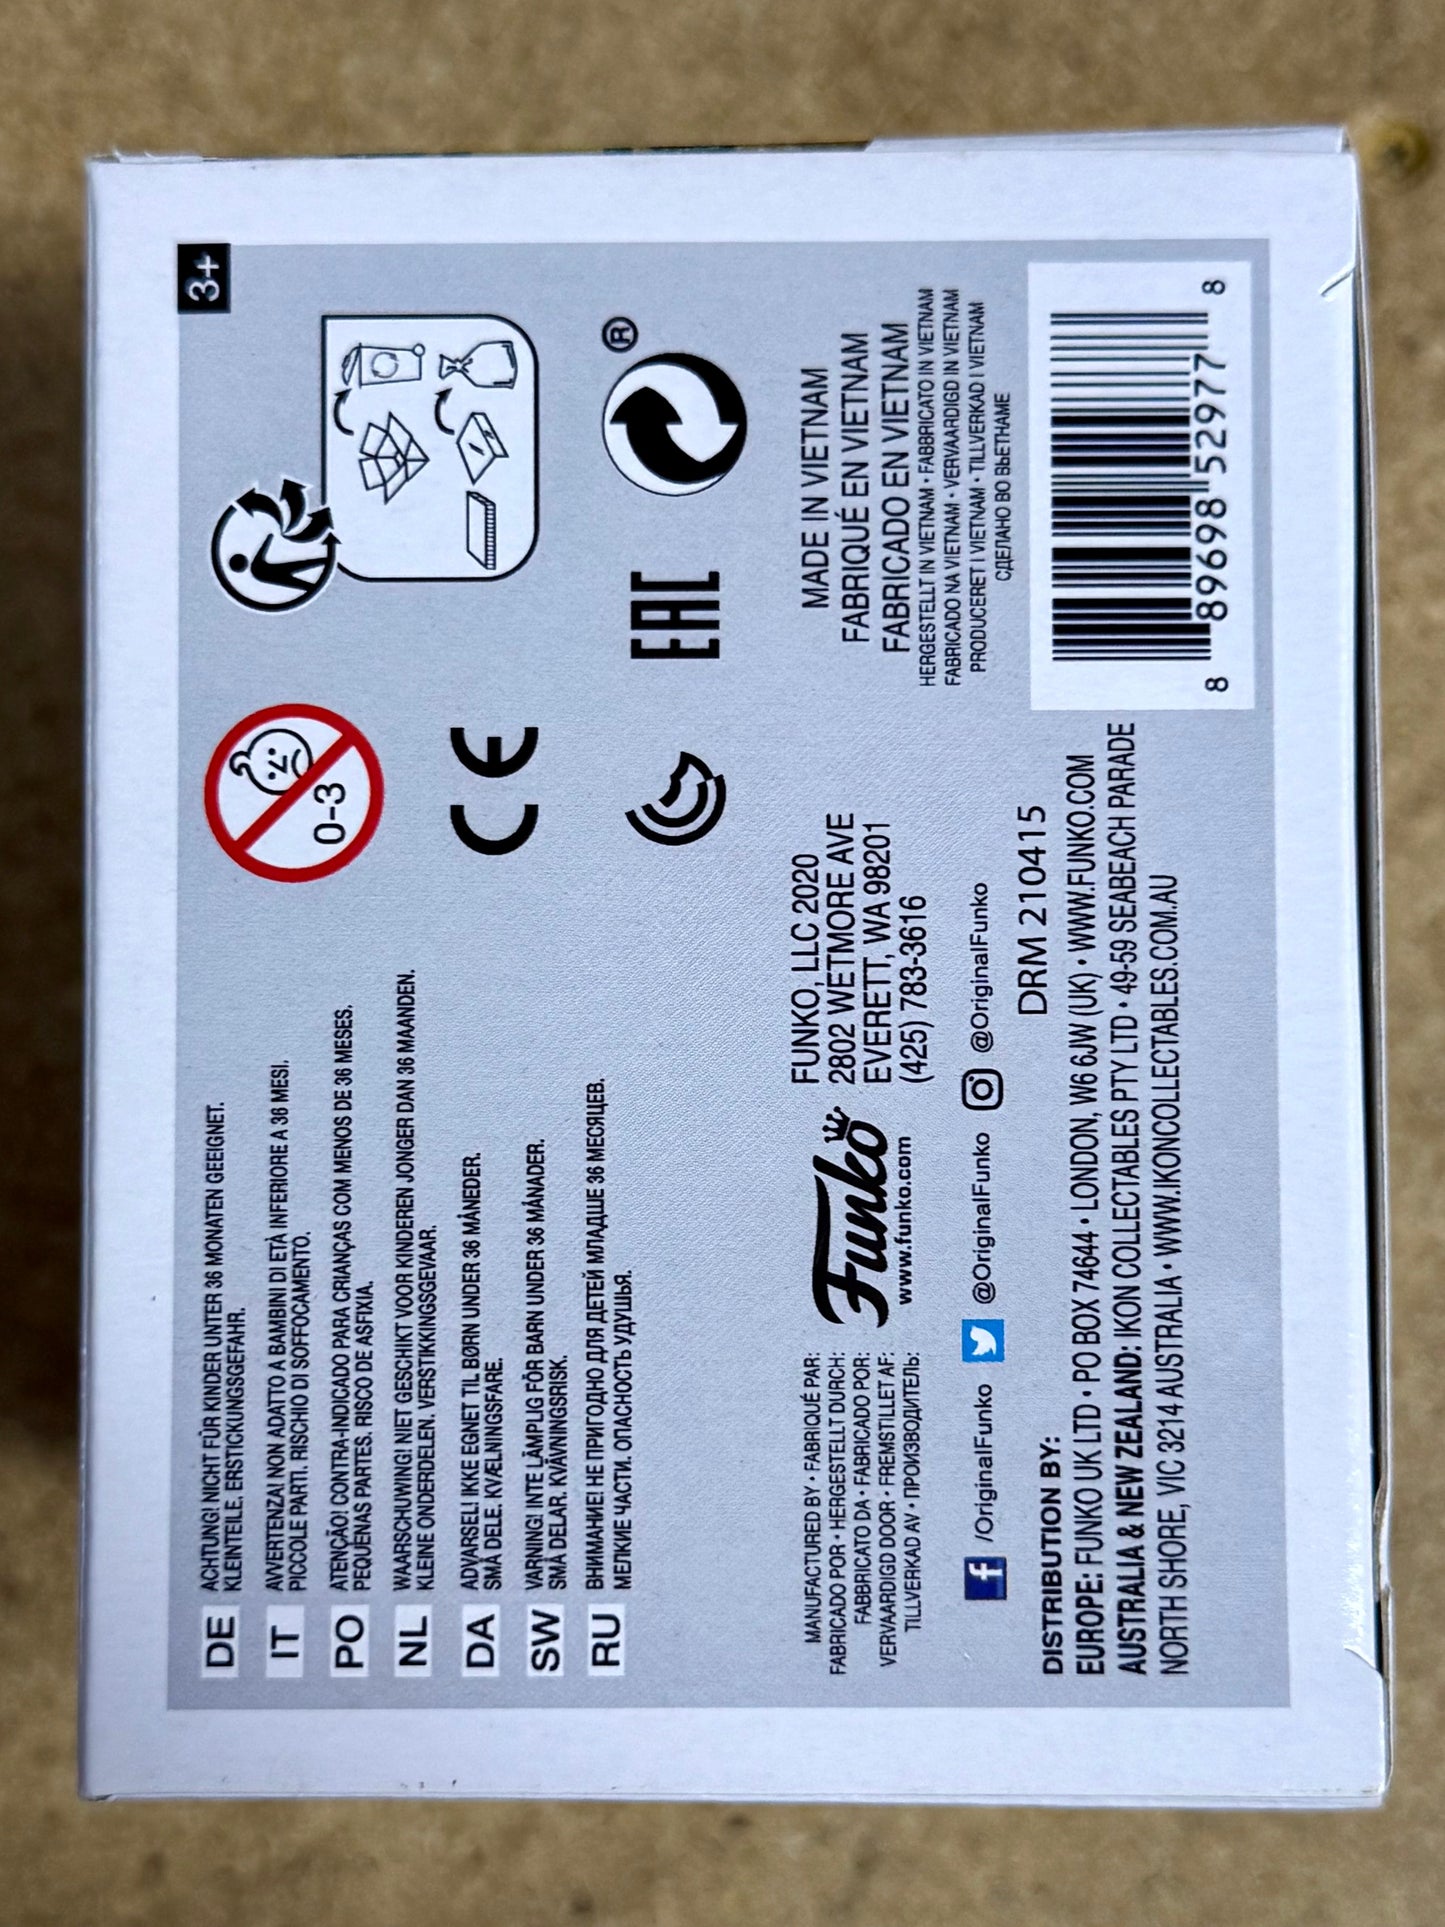 3+
DE
ACHTUNG! NICHT FÜR KINDER UNTER 36 MONATEN GEEIGNET.
KLEINTEILE. ERSTICKUNGSGEFAHR.
IT
AVVERTENZA! NON ADATTO A BAMBINI DI ETÀ INFERIORE A 36 MESI.
PICCOLE PARTI. RISCHIO DI SOFFOCAMENTO.
PO
ATENÇÃO! CONTRA-INDICADO PARA CRIANÇAS COM MENOS DE 36 MESES.
PEQUENAS PARTES. RISCO DE ASFIXIA.
NL
WAARSCHUWING! NIET GESCHIKT VOOR KINDEREN JONGER DAN 36 MAANDEN.
KLEINE ONDERDELEN. VERSTIKKINGSGEVAAR.
DA
ADVARSEL! IKKE EGNET TIL BØRN UNDER 36 MÅNEDER.
SMÅ DELE. KVÆLNINGSFARE.
SW
VARNING! INTE LÄMPLIG FÖR BARN UNDER 36 MÅNADER.
SMÅ DELAR. KVÄVNINGSRISK.
RU
ВНИМАНИЕ! НЕ ПРИГОДНО ДЛЯ ДЕТЕЙ МЛАДШЕ 36 МЕСЯЦЕВ.
МЕЛКИЕ ЧАСТИ. ОПАСНОСТЬ УДУШЬЯ.
0-3
CE
EAC
®
MANUFACTURED BY • FABRIQUÉ PAR:
FABRICADO POR • HERGESTELLT DURCH:
FABBRICATO DA • FABRICADO POR:
VERVAARDIGD DOOR • FREMSTILLET AF:
TILLVERKAD AV • ПРОИЗВОДИТЕЛЬ:
Funko
www.funko.com
FUNKO, LLC 2020
2802 WETMORE AVE
EVERETT, WA 98201
(425) 783-3616
MADE IN VIETNAM
FABRIQUÉ EN VIETNAM
FABRICADO EN VIETNAM
HERGESTELLT IN VIETNAM • FABBRICATO IN VIETNAM
FABRICADO NA VIETNAM • VERVAARDIGD IN VIETNAM
PRODUCERET I VIETNAM • TILLVERKAD I VIETNAM
СДЕЛАНО ВО ВЬЕТНАМЕ
f /OriginalFunko @OriginalFunko @OriginalFunko
DRM 210415
DISTRIBUTION BY:
EUROPE: FUNKO UK LTD • PO BOX 74644 • LONDON, W6 6JW (UK) • WWW.FUNKO.COM
AUSTRALIA & NEW ZEALAND: IKON COLLECTABLES PTY LTD • 49-59 SEABEACH PARADE
NORTH SHORE, VIC 3214 AUSTRALIA • WWW.IKONCOLLECTABLES.COM.AU
8 89698 52977 8